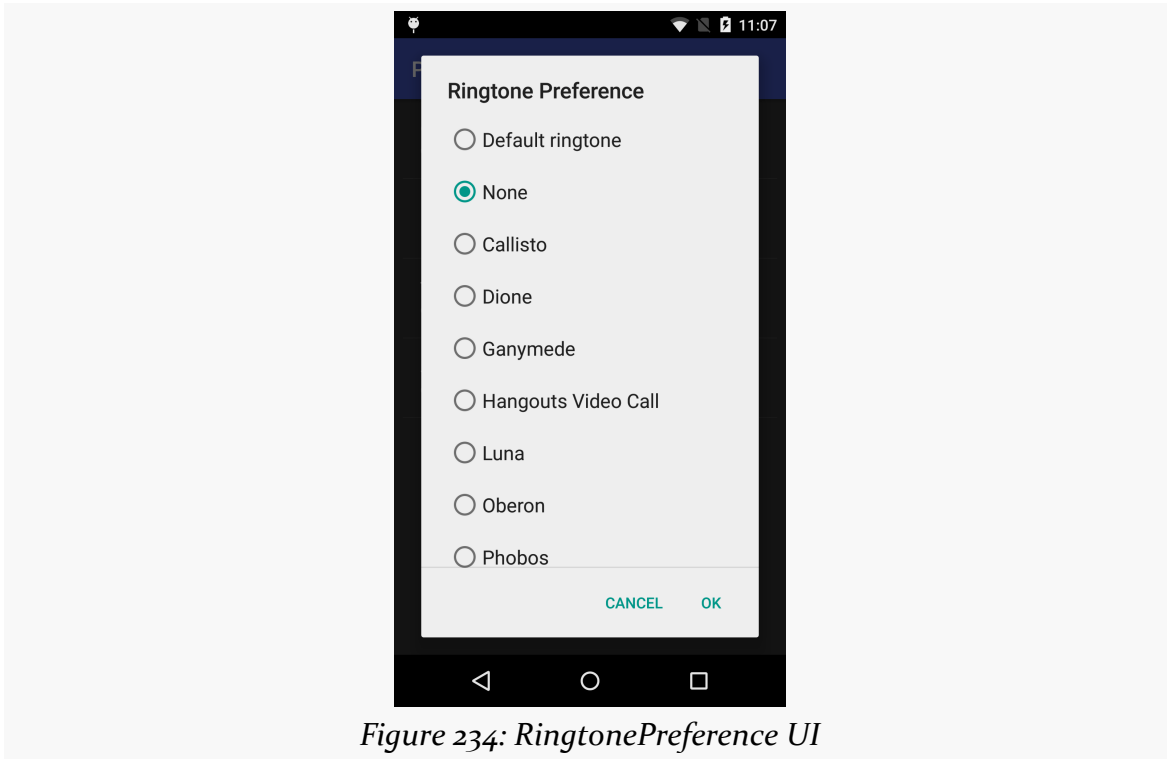 11:07
P
Ringtone Preference
Default ringtone
None
Callisto
Dione
Ganymede
Hangouts Video Call
Luna
Oberon
Phobos
CANCEL OK
Figure 234: RingtonePreference UI